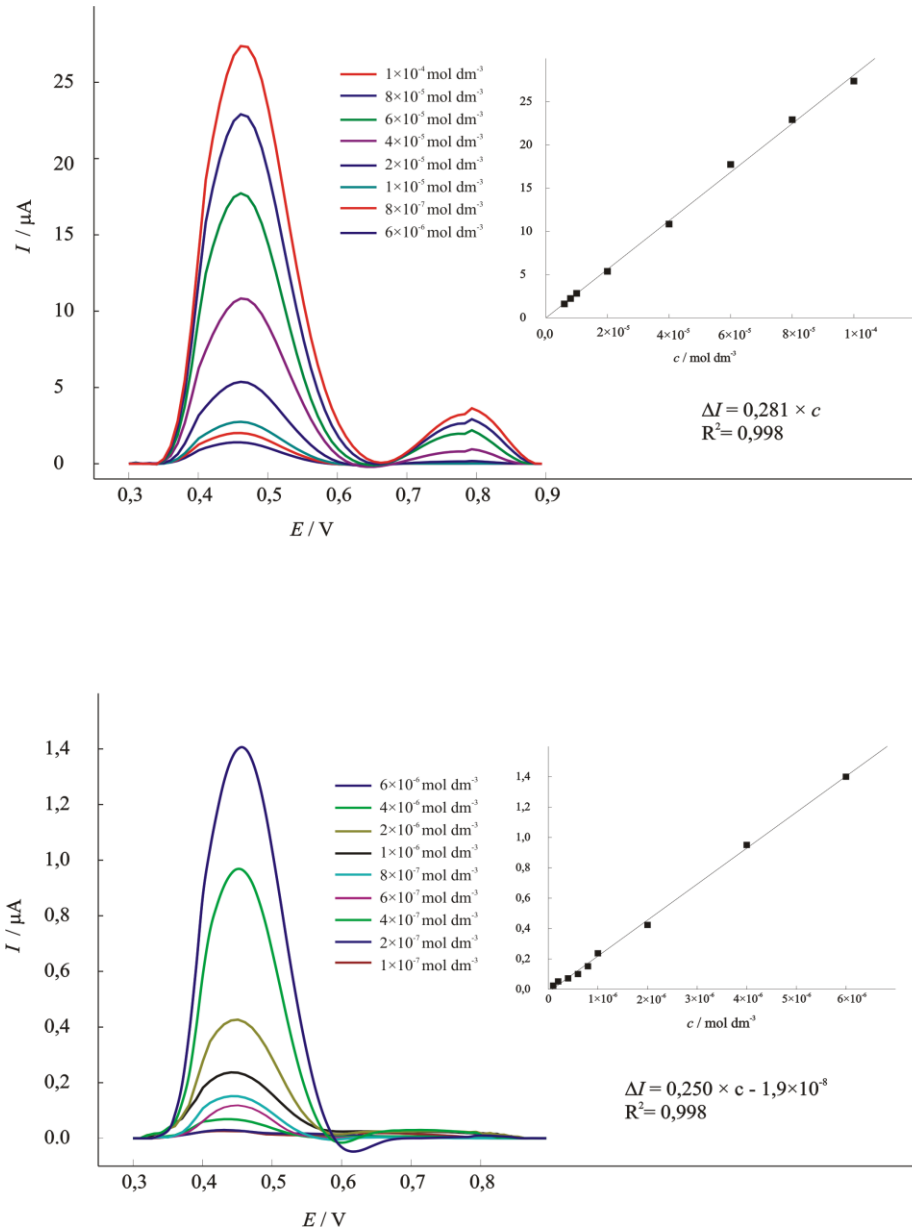 I / μA
25
20
15
10
5
0
0,3 0,4 0,5 0,6 0,7 0,8 0,9
E / V
1×10⁻⁴ mol dm⁻³
8×10⁻⁵ mol dm⁻³
6×10⁻⁵ mol dm⁻³
4×10⁻⁵ mol dm⁻³
2×10⁻⁵ mol dm⁻³
1×10⁻⁵ mol dm⁻³
8×10⁻⁷ mol dm⁻³
6×10⁻⁶ mol dm⁻³
25
20
15
10
5
0
0,0 2×10⁻⁵ 4×10⁻⁵ 6×10⁻⁵ 8×10⁻⁵ 1×10⁻⁴
c / mol dm⁻³
ΔI = 0,281 × c
R²= 0,998
I / μA
1,4
1,2
1,0
0,8
0,6
0,4
0,2
0.0
0,3 0,4 0,5 0,6 0,7 0,8
E / V
6×10⁻⁶ mol dm⁻³
4×10⁻⁶ mol dm⁻³
2×10⁻⁶ mol dm⁻³
1×10⁻⁶ mol dm⁻³
8×10⁻⁷ mol dm⁻³
6×10⁻⁷ mol dm⁻³
4×10⁻⁷ mol dm⁻³
2×10⁻⁷ mol dm⁻³
1×10⁻⁷ mol dm⁻³
1,4
1,2
1,0
0,8
0,6
0,4
0,2
0,0
0 1×10⁻⁶ 2×10⁻⁶ 3×10⁻⁶ 4×10⁻⁶ 5×10⁻⁶ 6×10⁻⁶
c / mol dm⁻³
ΔI = 0,250 × c - 1,9×10⁻⁸
R²= 0,998